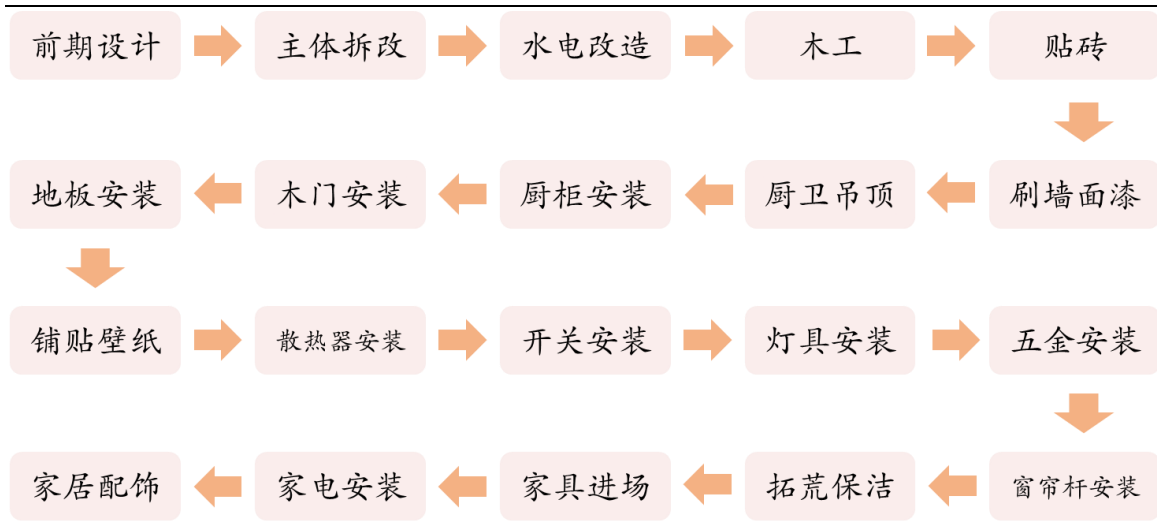 前期设计 主体拆改 水电改造 木工 贴砖
地板安装 木门安装 厨柜安装 厨卫吊顶 刷墙面漆
铺贴壁纸 散热器安装 开关安装 灯具安装 五金安装
家居配饰 家电安装 家具进场 拓荒保洁 窗帘杆安装